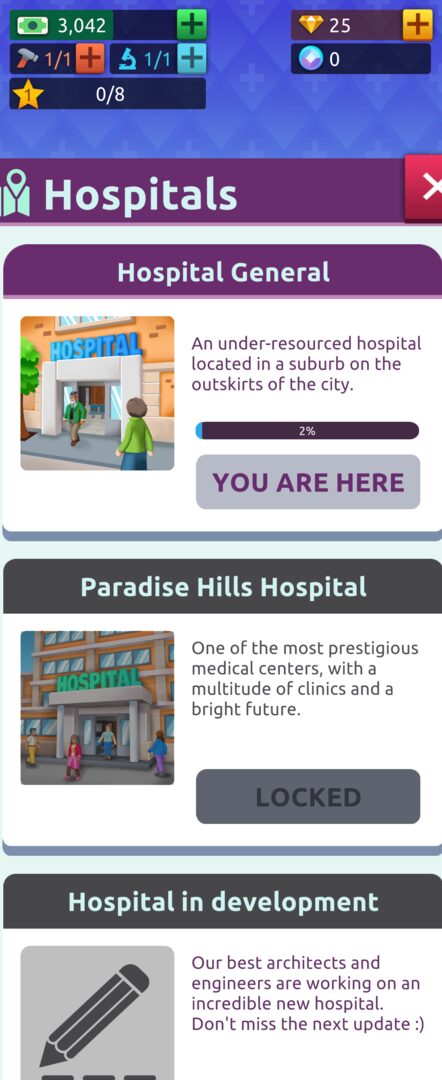 3,042
25
1/1
1/1
0
1
0/8
Hospitals
Hospital General
HOSPITAL
An under-resourced hospital
located in a suburb on the
outskirts of the city.
2%
YOU ARE HERE
Paradise Hills Hospital
HOSPITAL
One of the most prestigious
medical centers, with a
multitude of clinics and a
bright future.
LOCKED
Hospital in development
Our best architects and
engineers are working on an
incredible new hospital.
Don't miss the next update :)